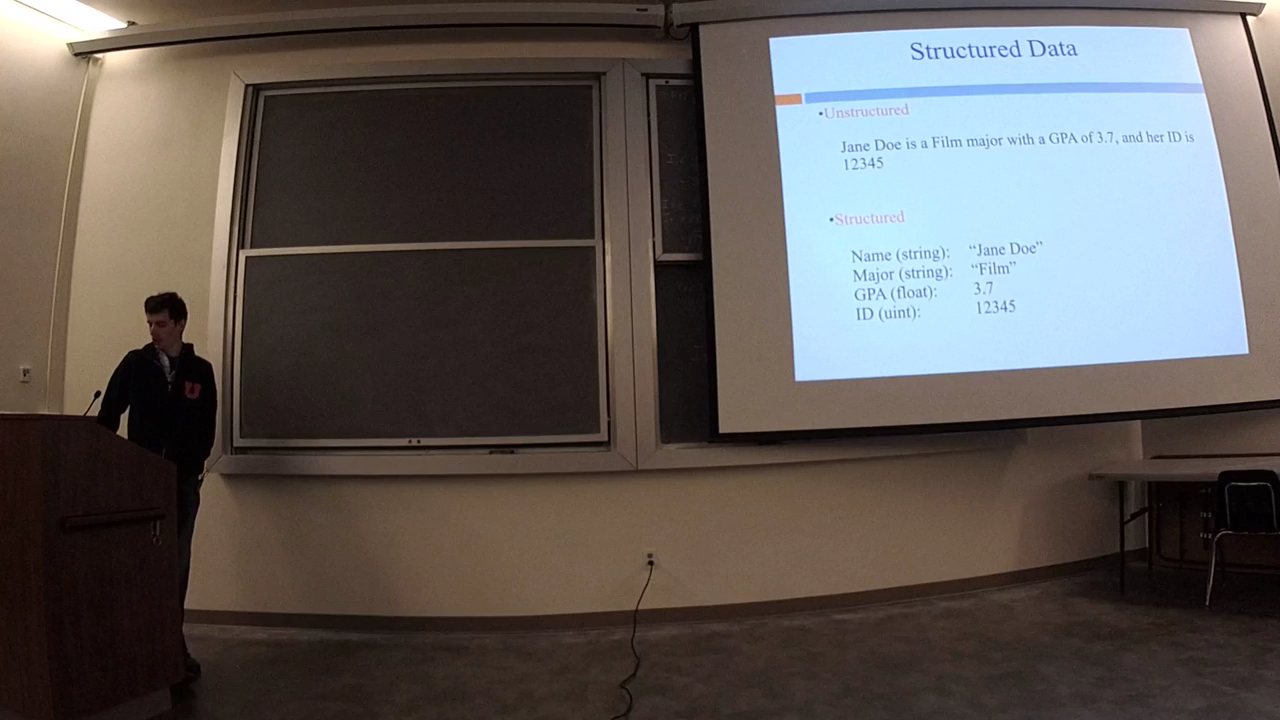 Structured Data
•Unstructured
Jane Doe is a Film major with a GPA of 3.7, and her ID is
12345
•Structured
Name (string): “Jane Doe”
Major (string): “Film”
GPA (float): 3.7
ID (uint): 12345
U